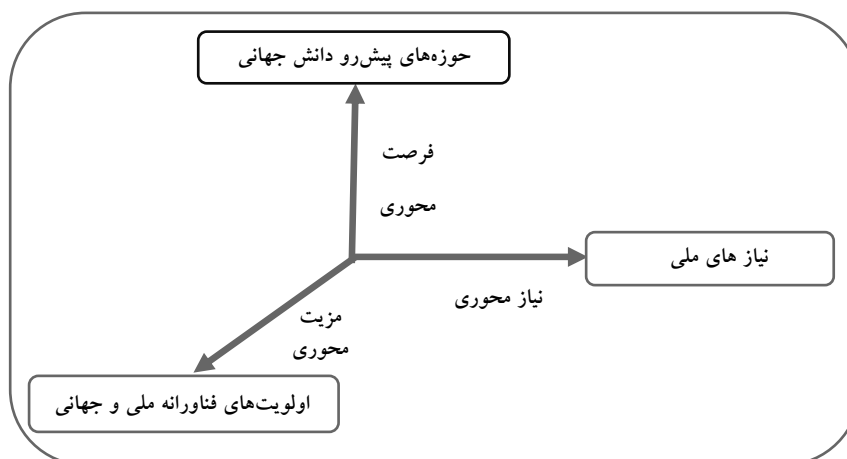 حوزه‌های پیش‌رو دانش جهانی
فرصت
محوری
نیاز های ملی
نیاز محوری
مزیت
محوری
اولویت‌های فناورانه ملی و جهانی